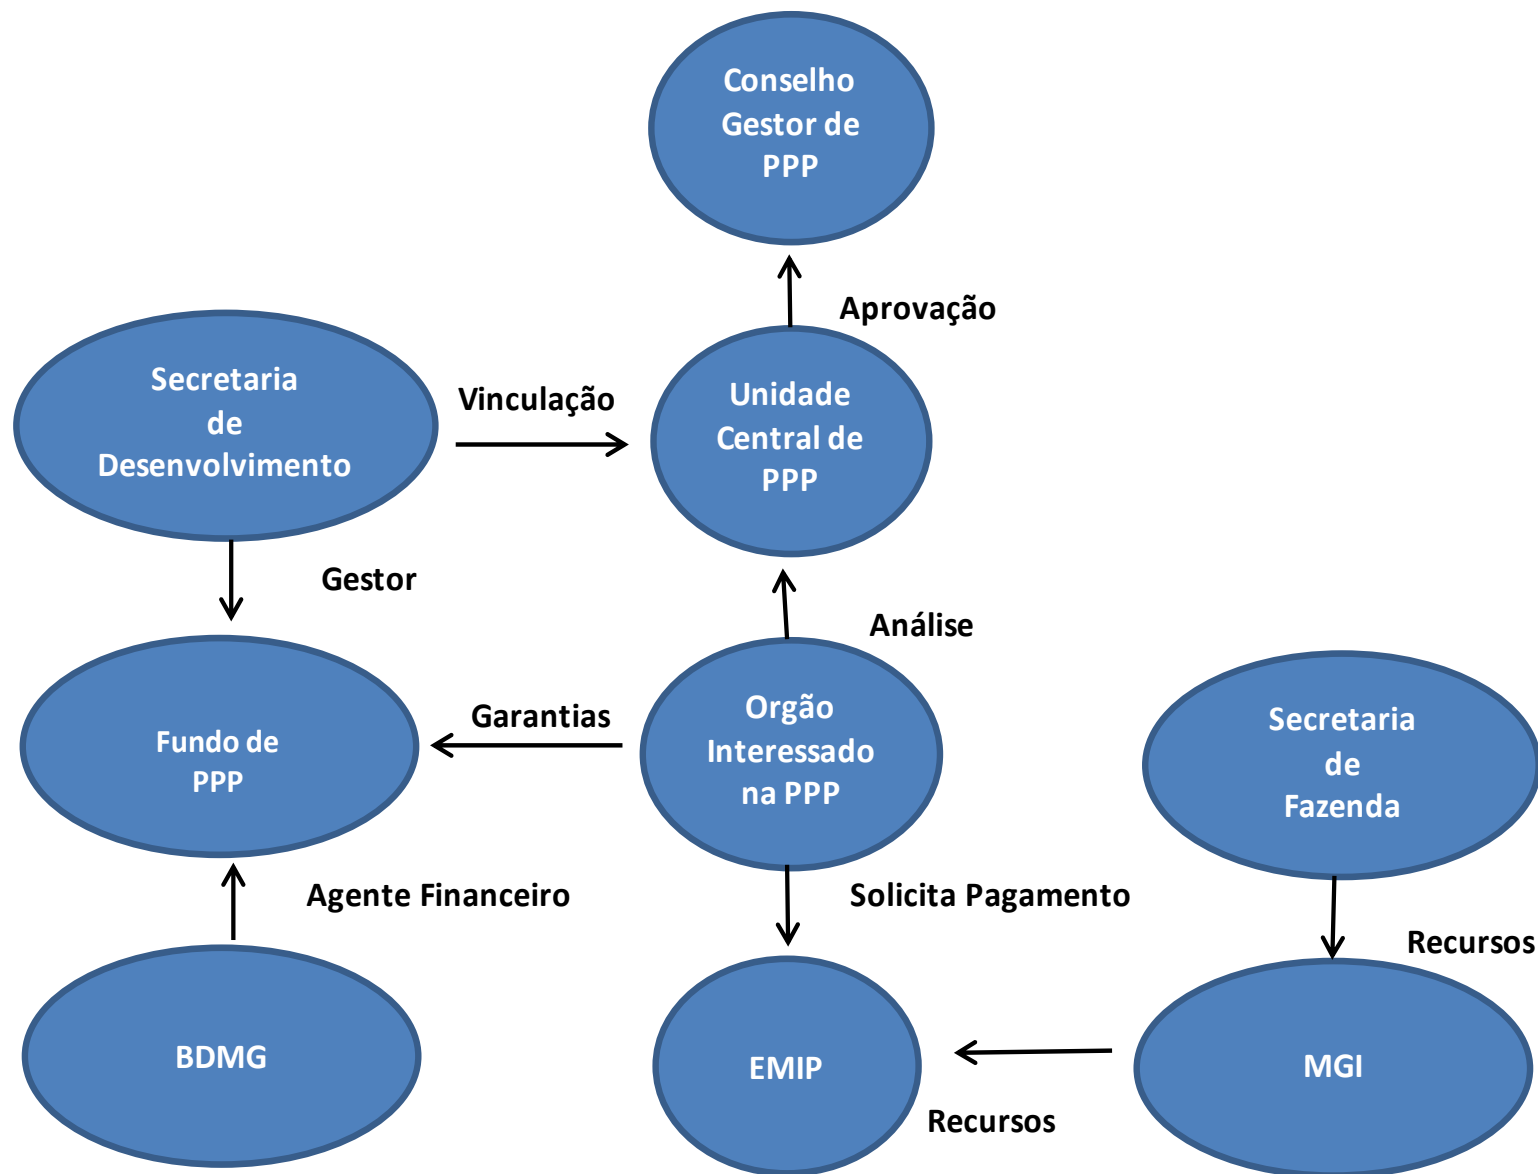 Conselho
Gestor de
PPP
Aprovação
Secretaria
de
Desenvolvimento
Vinculação
Unidade
Central de
PPP
Gestor
Análise
Fundo de
PPP
Garantias
Orgão
Interessado
na PPP
Secretaria
de
Fazenda
Agente Financeiro
Solicita Pagamento
Recursos
BDMG
EMIP
MGI
Recursos